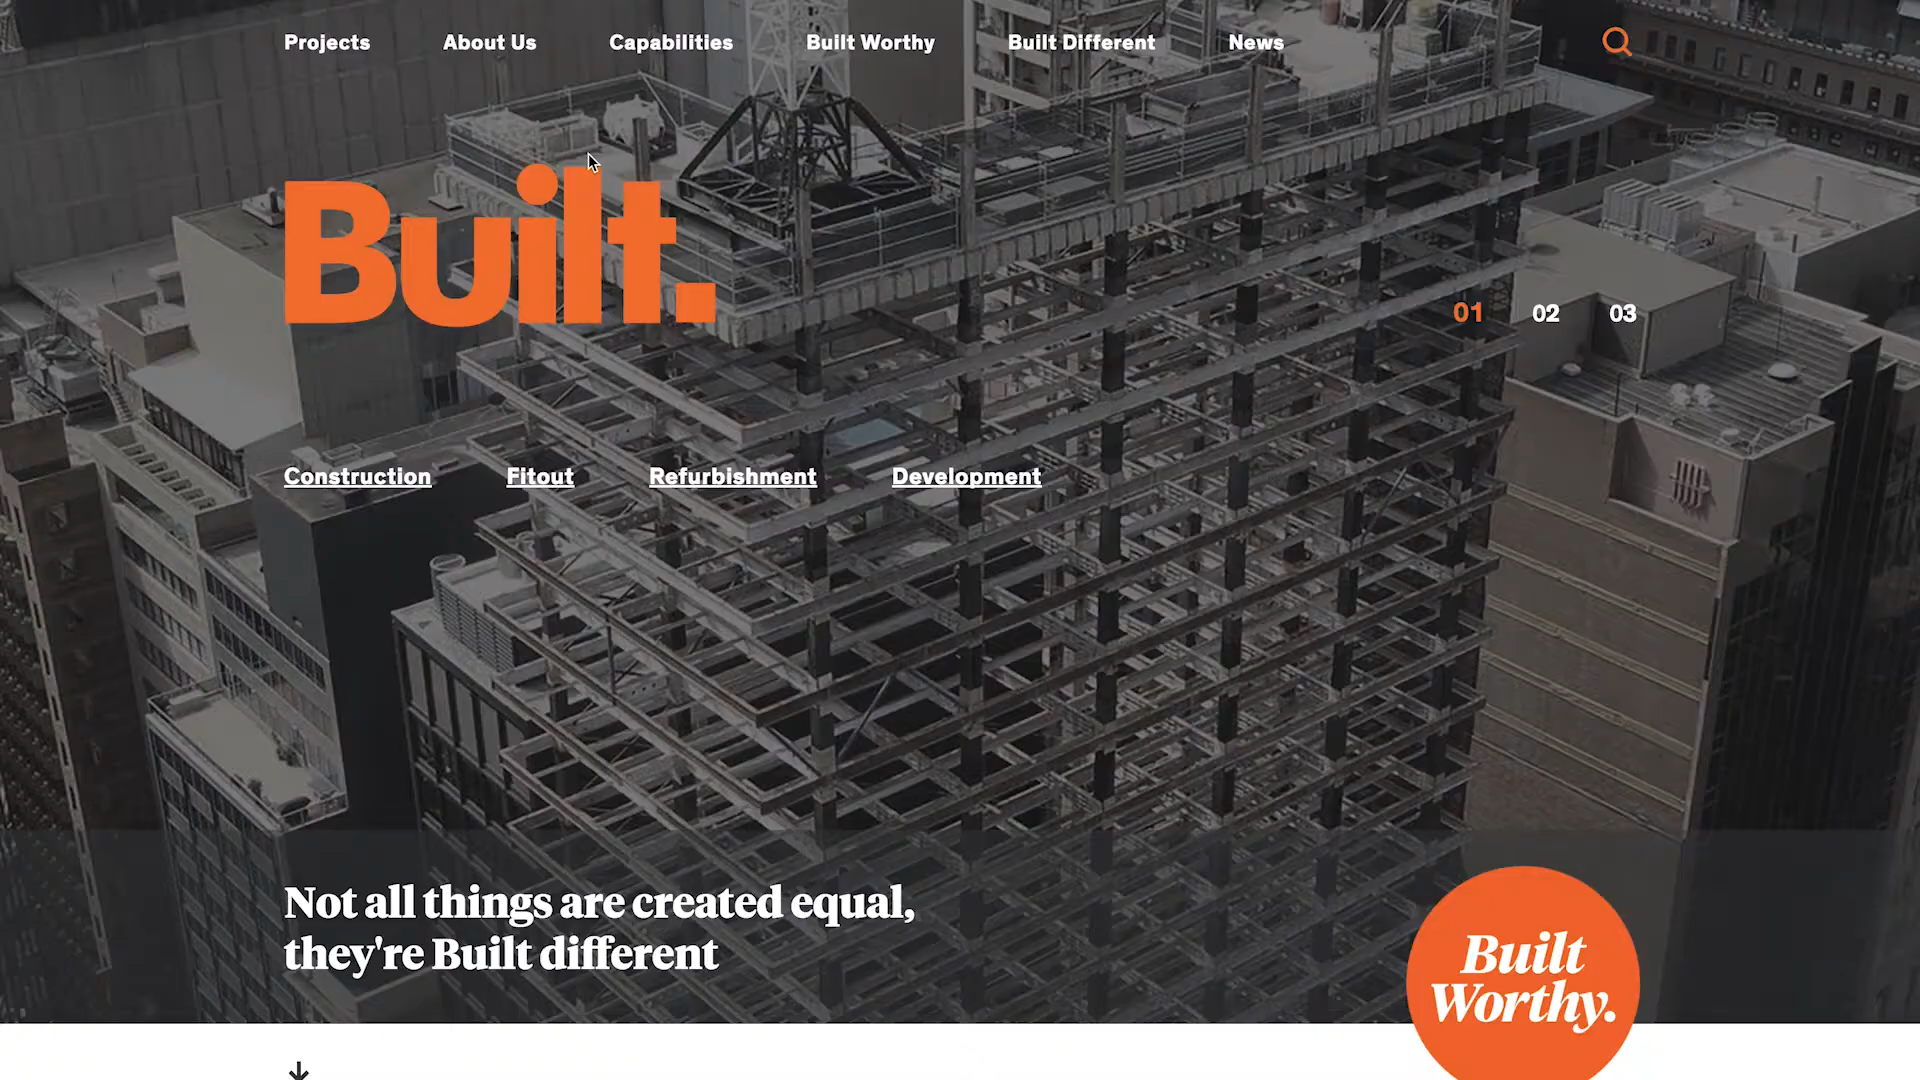 Projects
About Us
Capabilities
Built Worthy
Built Different
News
Built.
01
02
03
Construction
Fitout
Refurbishment
Development
Not all things are created equal,
they're Built different
Built
Worthy.